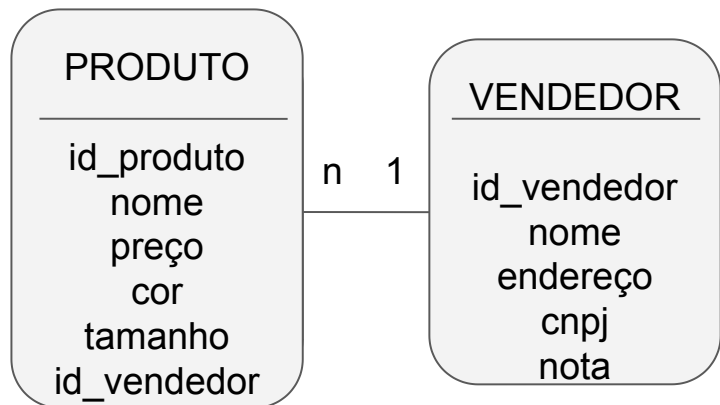 PRODUTO
id_produto
nome
preço
cor
tamanho
id_vendedor
n 1
VENDEDOR
id_vendedor
nome
endereço
cnpj
nota